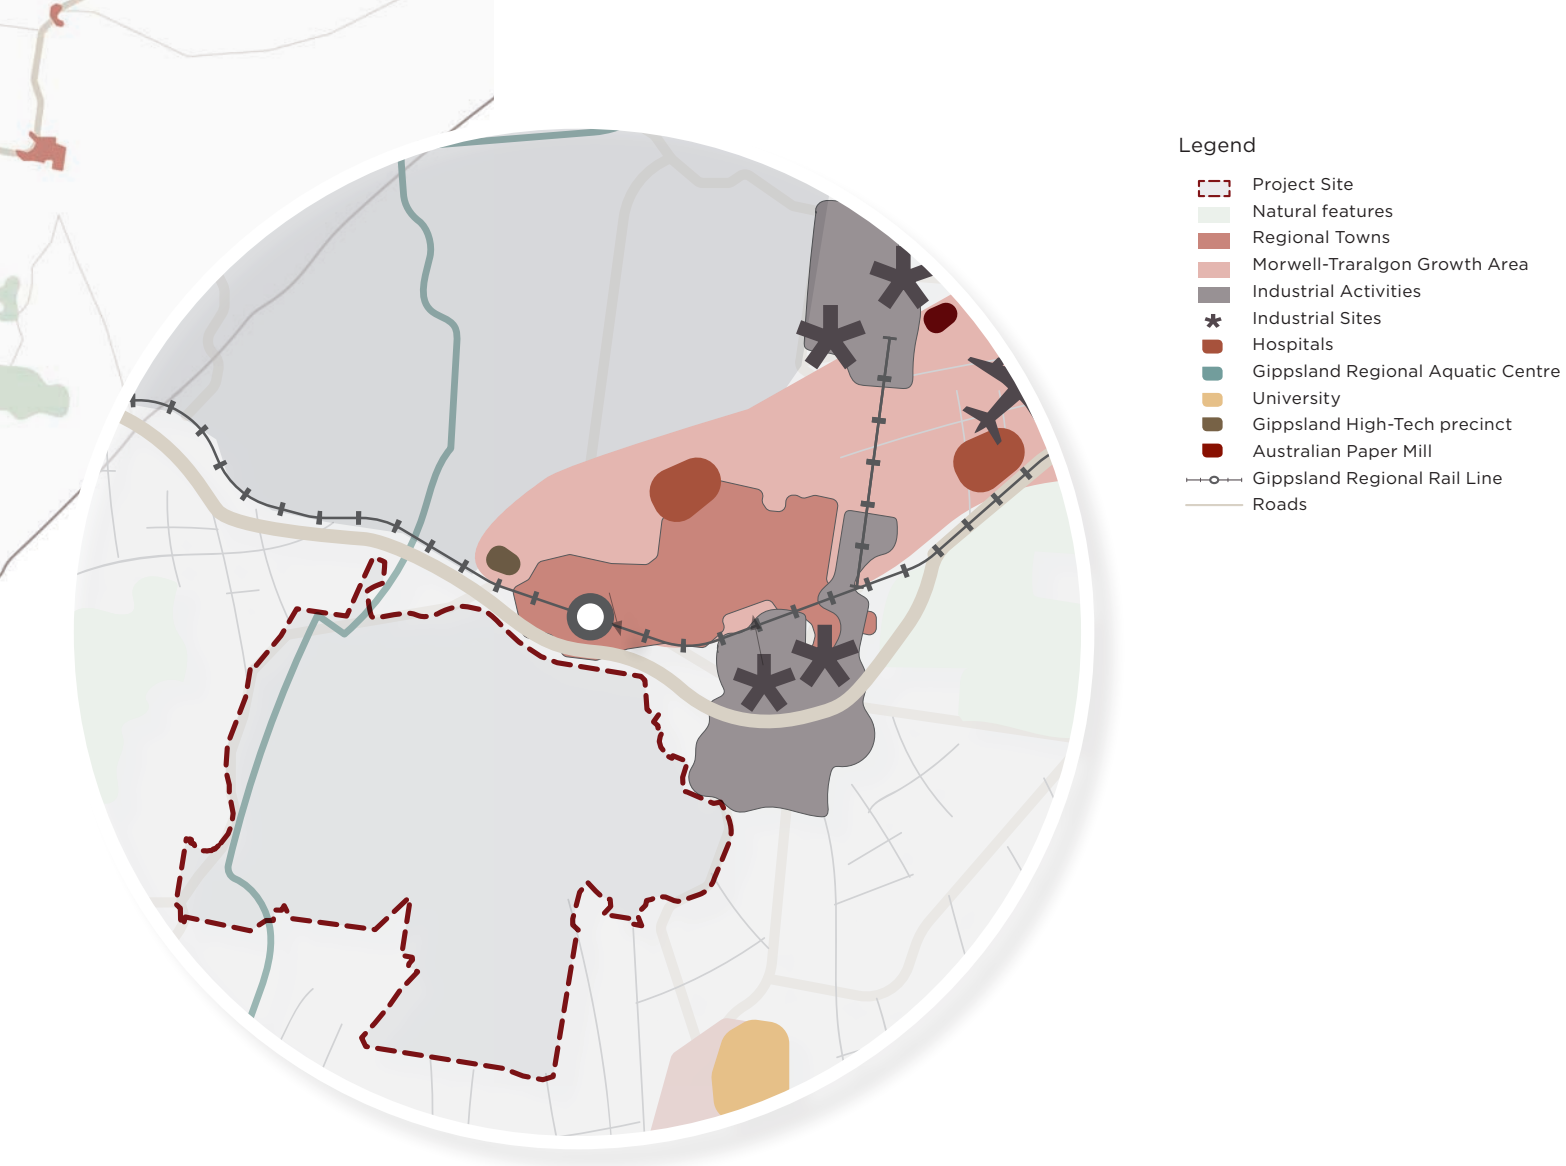 Legend
Project Site
Natural features
Regional Towns
Morwell-Traralgon Growth Area
Industrial Activities
Industrial Sites
Hospitals
Gippsland Regional Aquatic Centre
University
Gippsland High-Tech precinct
Australian Paper Mill
Gippsland Regional Rail Line
Roads